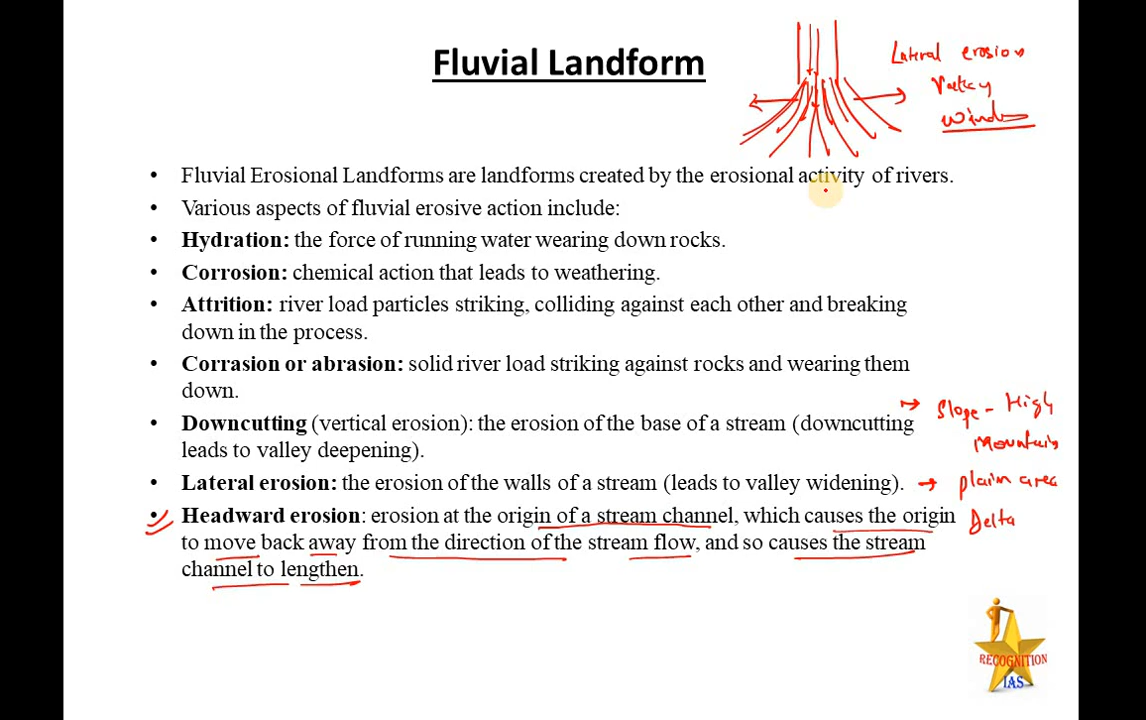 Fluvial Landform
Lateral erosion
Valley
• Fluvial Erosional Landforms are landforms created by the erosional activity of rivers.
• Various aspects of fluvial erosive action include:
• Hydration: the force of running water wearing down rocks.
• Corrosion: chemical action that leads to weathering.
• Attrition: river load particles striking, colliding against each other and breaking
down in the process.
• Corrasion or abrasion: solid river load striking against rocks and wearing them
down.
• Downcutting (vertical erosion): the erosion of the base of a stream (downcutting
leads to valley deepening).
Slope - High
Mountain
• Lateral erosion: the erosion of the walls of a stream (leads to valley widening).
→ plain area
• Headward erosion: erosion at the origin of a stream channel, which causes the origin
to move back away from the direction of the stream flow, and so causes the stream
channel to lengthen.
Delta
RECOGNITION
IAS